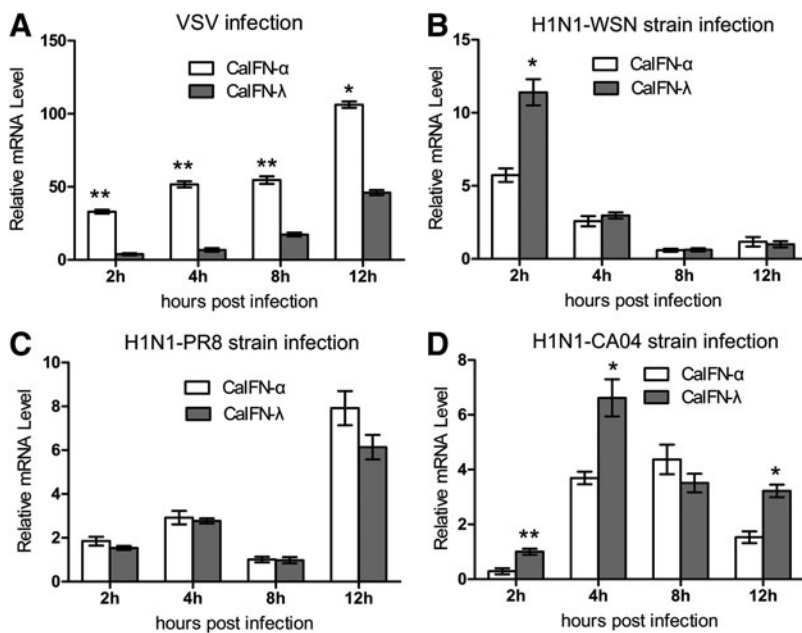 A
VSV infection
Relative mRNA Level
150
100
50
0
CaIFN-α
CaIFN-λ
**
**
**
*
2h
4h
8h
12h
hours post infection
B
H1N1-WSN strain infection
Relative mRNA Level
15
10
5
0
CaIFN-α
CaIFN-λ
*
2h
4h
8h
12h
hours post infection
C
H1N1-PR8 strain infection
Relative mRNA Level
10
8
6
4
2
0
CaIFN-α
CaIFN-λ
2h
4h
8h
12h
hours post infection
D
H1N1-CA04 strain infection
Relative mRNA Level
8
6
4
2
0
CaIFN-α
CaIFN-λ
**
*
*
2h
4h
8h
12h
hours post infection